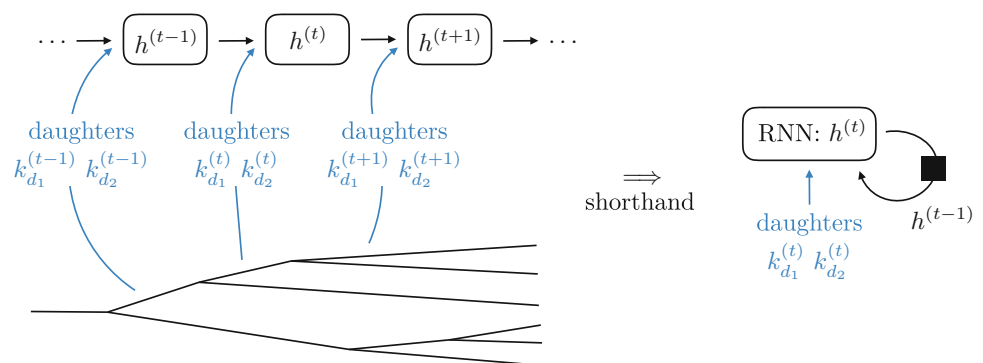 ⋯ h^{(t-1)} h^{(t)} h^{(t+1)} ⋯
daughters daughters daughters
k_{d_1}^{(t-1)} k_{d_2}^{(t-1)} k_{d_1}^{(t)} k_{d_2}^{(t)} k_{d_1}^{(t+1)} k_{d_2}^{(t+1)}
⟹
shorthand
RNN: h^{(t)}
h^{(t-1)}
daughters
k_{d_1}^{(t)} k_{d_2}^{(t)}